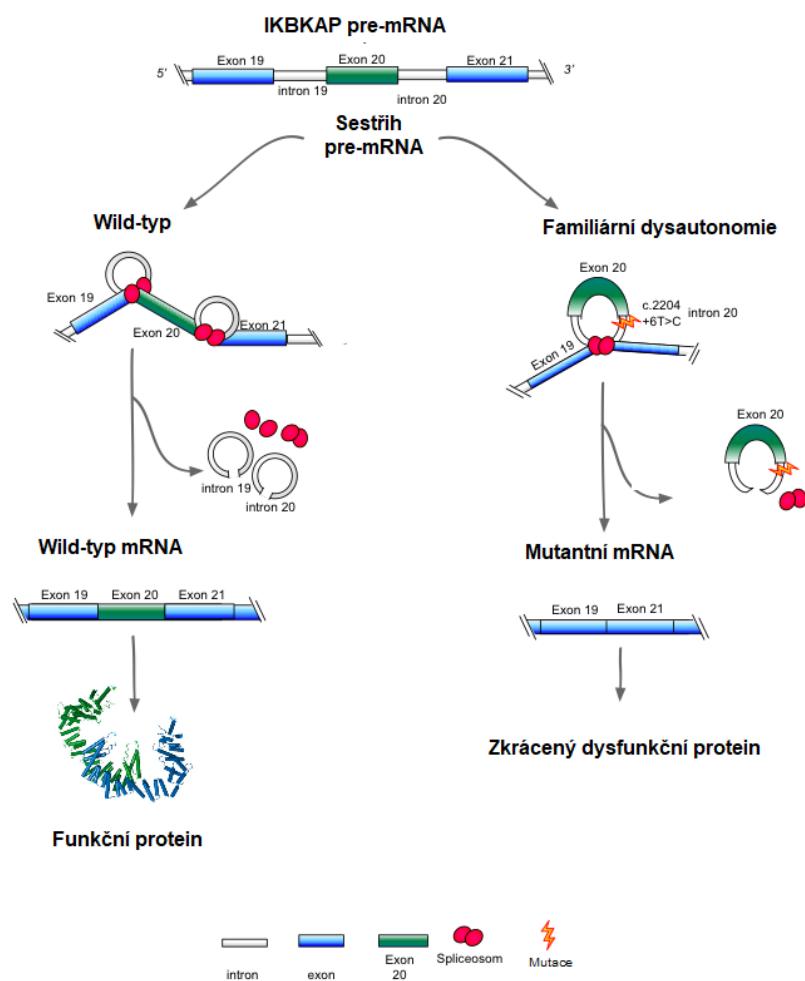 IKBKAP pre-mRNA
Exon 19
Exon 20
Exon 21
5'
3'
intron 19
intron 20
Sestřih
pre-mRNA
Wild-typ
Exon 19
Exon 20
Exon 21
Familiární dysautonomie
Exon 20
c.2204
+6T>C
intron 20
Exon 19
intron 19
intron 20
Exon 20
Wild-typ mRNA
Exon 19
Exon 20
Exon 21
Mutantní mRNA
Exon 19
Exon 21
Funkční protein
Zkrácený dysfunkční protein
intron
exon
Exon
20
Spliceosom
Mutace